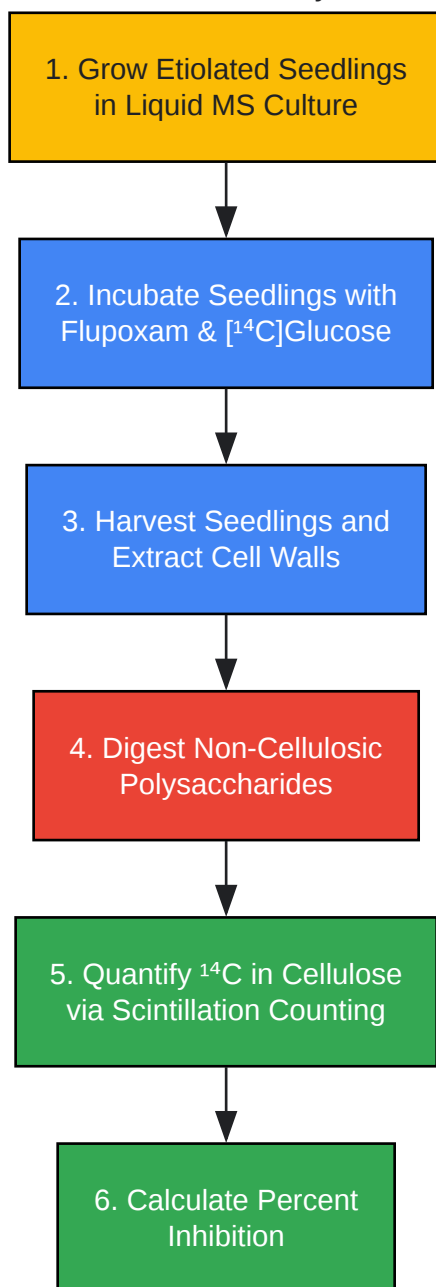 1. Grow Etiolated Seedlings
in Liquid MS Culture
2. Incubate Seedlings with
Flupoxam & [¹⁴C]Glucose
3. Harvest Seedlings and
Extract Cell Walls
4. Digest Non-Cellulosic
Polysaccharides
5. Quantify ¹⁴C in Cellulose
via Scintillation Counting
6. Calculate Percent
Inhibition